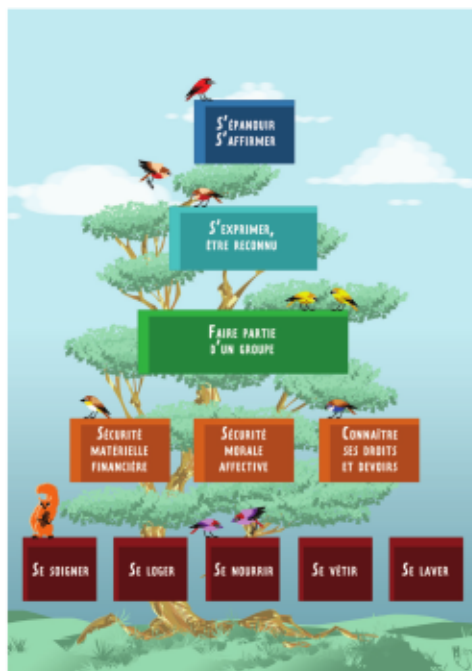 S'ÉPANOUIR
S'AFFIRMER
S'EXPRIMER,
ÊTRE RECONNU
FAIRE PARTIE
D'UN GROUPE
SÉCURITÉ
MATERIELLE
FINANCIÈRE
SÉCURITÉ
MORALE
AFFECTIVE
CONNAÎTRE
SES DROITS
ET DEVOIRS
SE SOIGNER
SE LOGER
SE NOURRIR
SE VÊTIR
SE LAVER